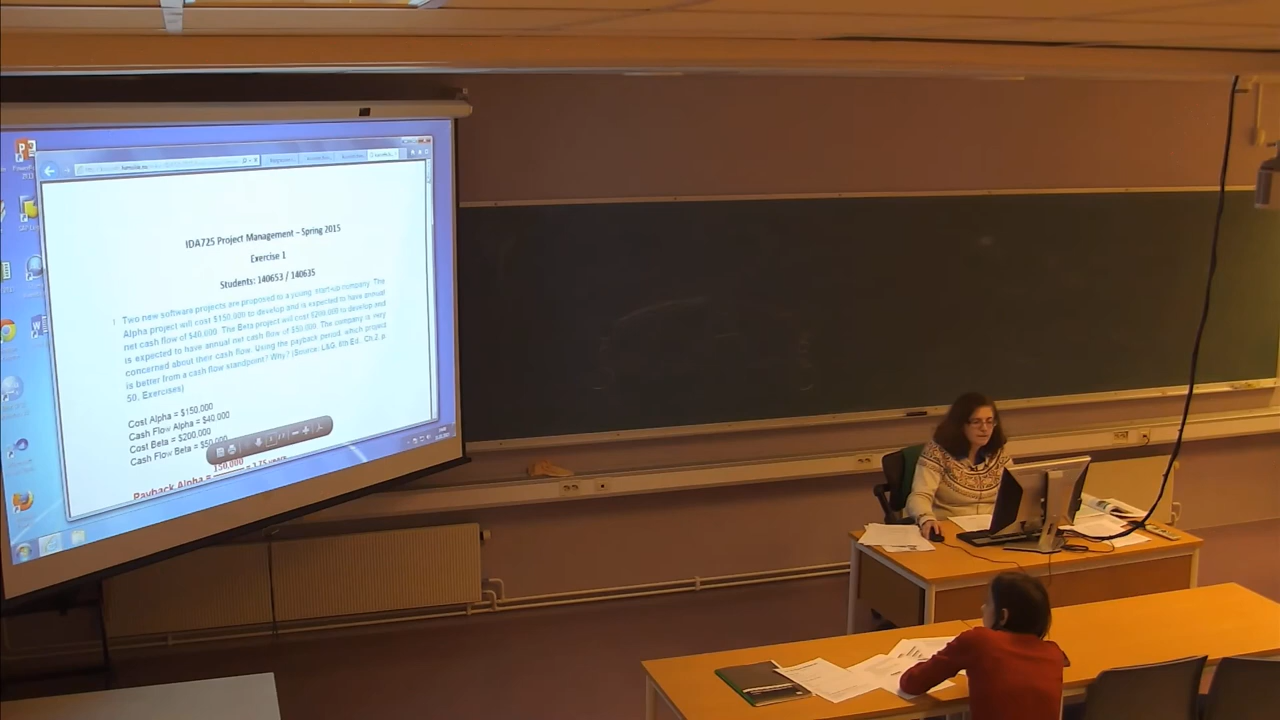 IDA725 Project Management – Spring 2015
Exercise 1
Students: 140653 / 140635
1 Two new software projects are proposed to a young, start-up company. The
Alpha project will cost $150,000 to develop and is expected to have annual
net cash flow of $40,000. The Beta project will cost $200,000 to develop and
is expected to have annual net cash flow of $50,000. The company is very
concerned about their cash flow. Using the payback period, which project
is better from a cash flow standpoint? Why? (Source: L&G, 6th Ed., Ch.2, p
50, Exercises)
Cost Alpha = $150,000
Cash Flow Alpha = $40,000
Cost Beta = $200,000
Cash Flow Beta = $50,000
150,000
Payback Alpha = = 3.75 years